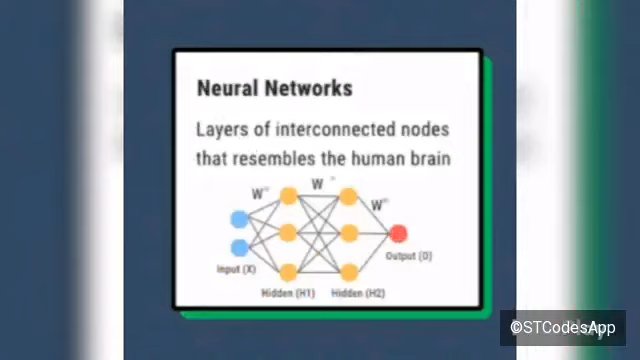 Neural Networks
Layers of interconnected nodes
that resembles the human brain
W W W
Input (X)
Output (O)
Hidden (H1) Hidden (H2)
©STCodesApp